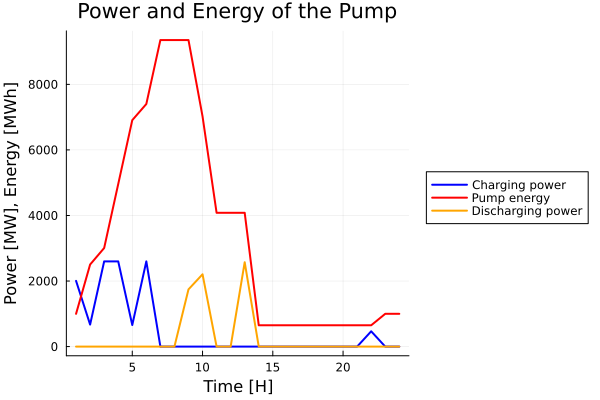 Power and Energy of the Pump
Power [MW], Energy [MWh]
8000
6000
4000
2000
0
5
10
15
20
Time [H]
Charging power
Pump energy
Discharging power